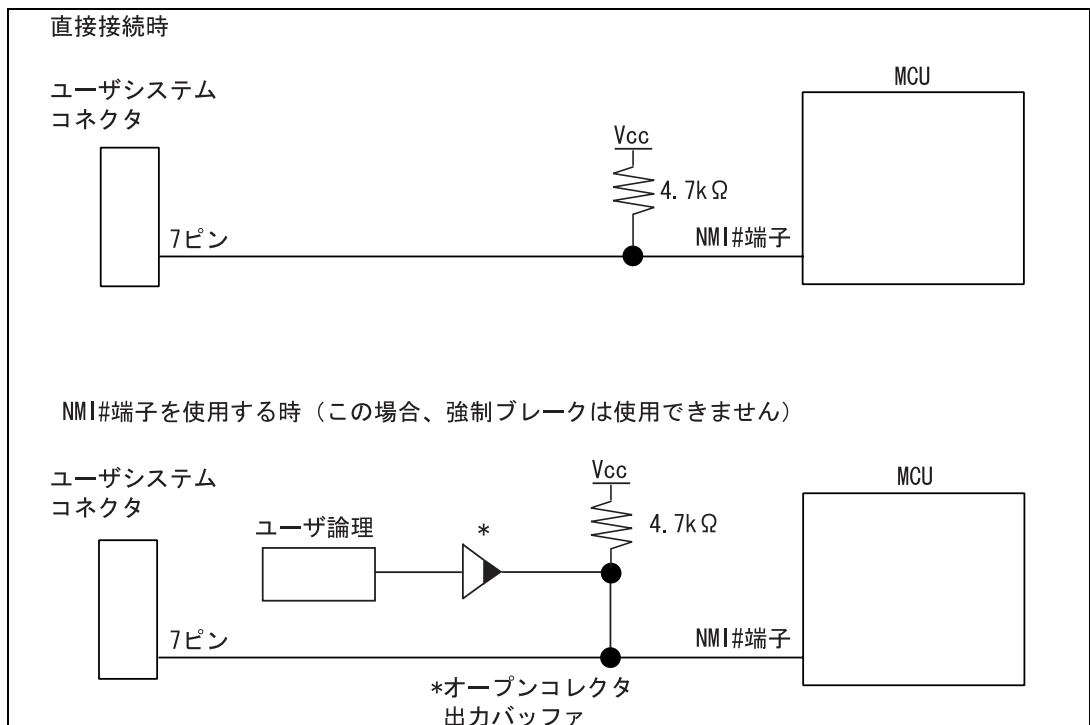 直接接続時
ユーザシステム
コネクタ
MCU
Vcc
4.7kΩ
7ピン
NMI#端子
NMI#端子を使用する時（この場合、強制ブレークは使用できません）
ユーザシステム
コネクタ
Vcc
MCU
ユーザ論理
*
4.7kΩ
7ピン
NMI#端子
*オープンコレクタ
出力バッファ